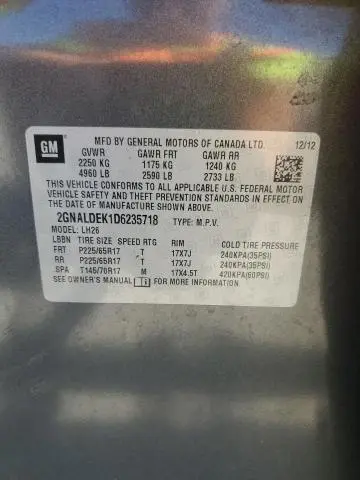 GM
MFD BY GENERAL MOTORS OF CANADA LTD. 12/12
GVWR GAWR FRT GAWR RR
2250 KG 1175 KG 1240 KG
4960 LB 2590 LB 2733 LB
THIS VEHICLE CONFORMS TO ALL APPLICABLE U.S. FEDERAL MOTOR
VEHICLE SAFETY AND THEFT PREVENTION STANDARDS IN EFFECT ON
THE DATE OF MANUFACTURE SHOWN ABOVE.
2GNALDEK1D6235718 TYPE: M.P.V.
MODEL: LH26
LBBN TIRE SIZE SPEED RTG RIM COLD TIRE PRESSURE
FRT P225/65R17 T 17X7J 240KPA(35PSI)
RR P225/65R17 T 17X7J 240KPA(35PSI)
SPA T145/70R17 M 17X4.5T 420KPA(60PSI)
SEE OWNER'S MANUAL i FOR MORE INFORMATION